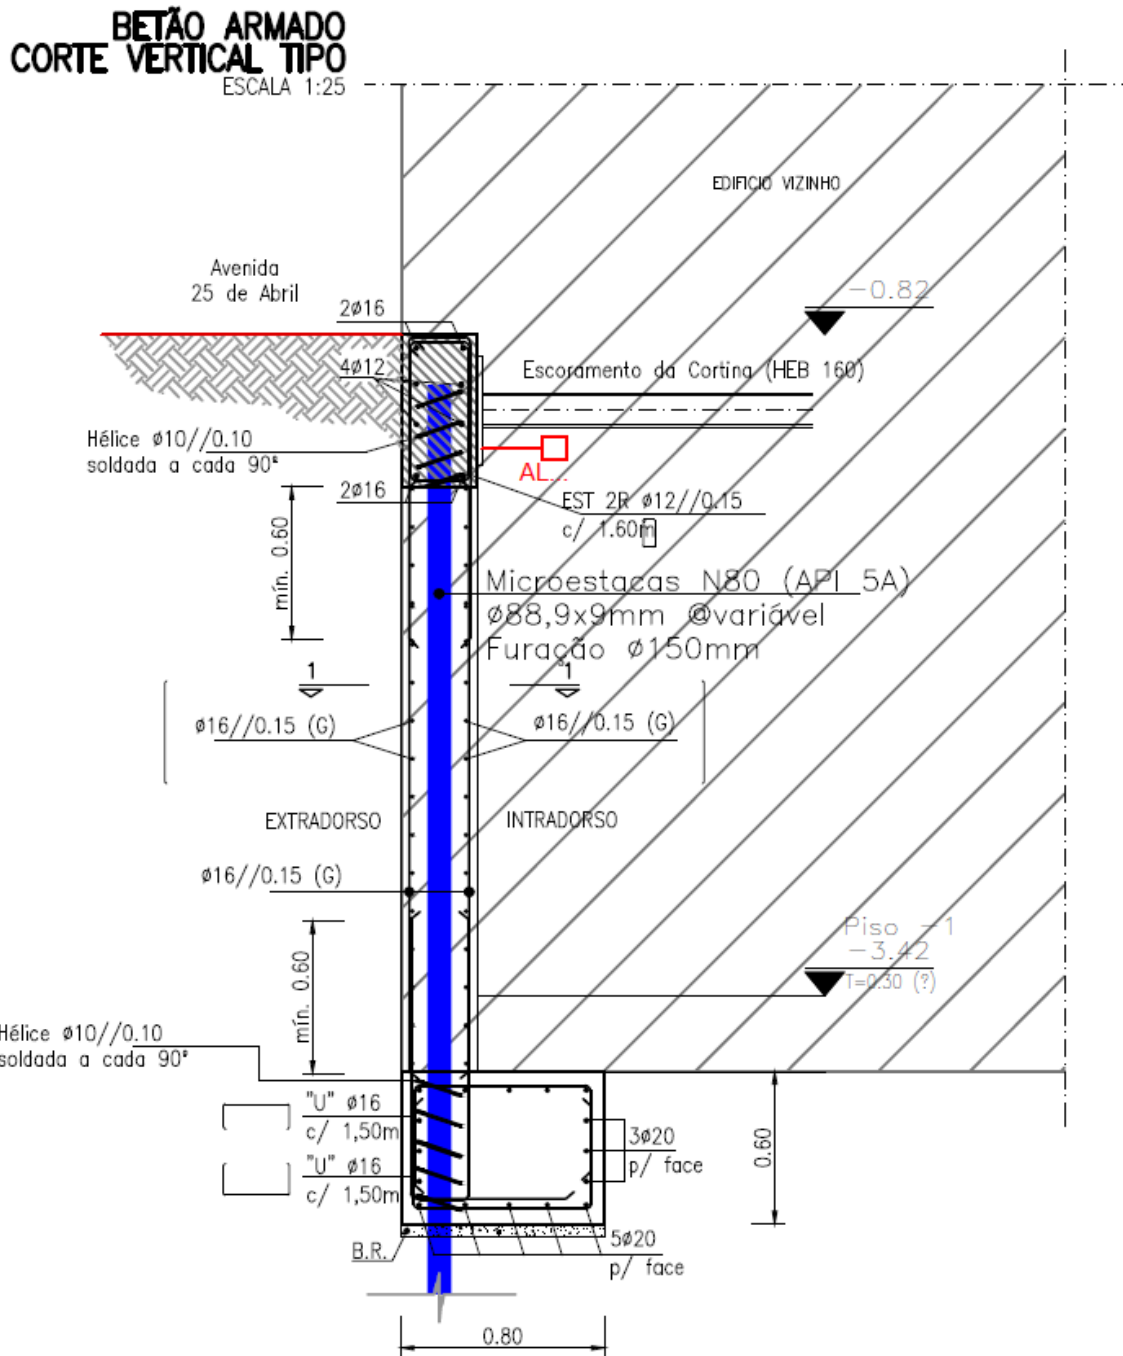 BETÃO ARMADO
CORTE VERTICAL TIPO
ESCALA 1:25
EDIFICIO VIZINHO
Avenida
25 de Abril
-0.82
2ø16
4ø12
Escoramento da Cortina (HEB 160)
Hélice ø10//0.10
soldada a cada 90º
AL...
2ø16
EST 2R ø12//0.15
c/ 1.60m
mín. 0.60
Microestacas N80 (API 5A)
Ø88,9x9mm @variável
Furação Ø150mm
1
1
ø16//0.15 (G)
ø16//0.15 (G)
EXTRADORSO
INTRADORSO
ø16//0.15 (G)
Piso -1
-3.42
T=0.30 (?)
mín. 0.60
Hélice ø10//0.10
soldada a cada 90º
"U" ø16
c/ 1,50m
"U" ø16
c/ 1,50m
3ø20
p/ face
0.60
B.R.
5ø20
p/ face
0.80